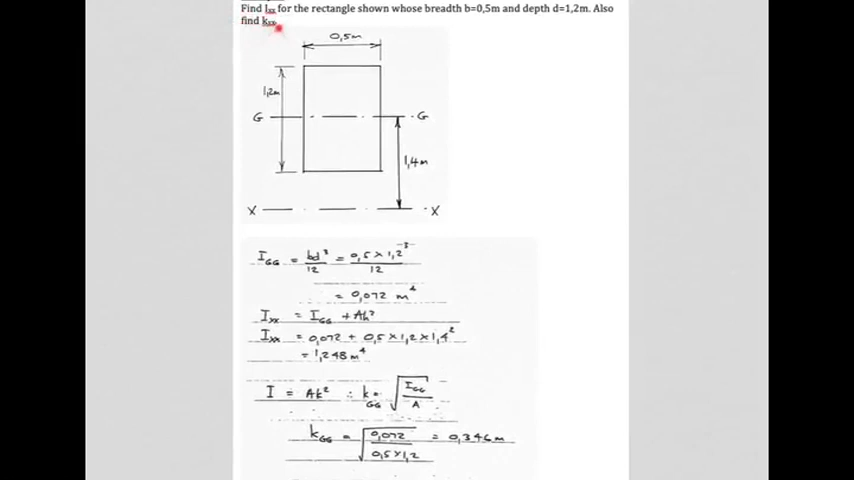 Find Ixx for the rectangle shown whose breadth b=0,5m and depth d=1,2m. Also
find kxx.
0,5m
1,2m
G G
1,4m
X X
IGG = bd³/12 = 0,5 × 1,2³/12
= 0,072 m⁴
Ixx = IGG + Ah²
Ixx = 0,072 + 0,5 × 1,2 × 1,4²
= 1,248 m⁴
I = Ak² ∴ kGG = √(IGG/A)
kGG = √(0,072/(0.5×1,2)) = 0,346 m